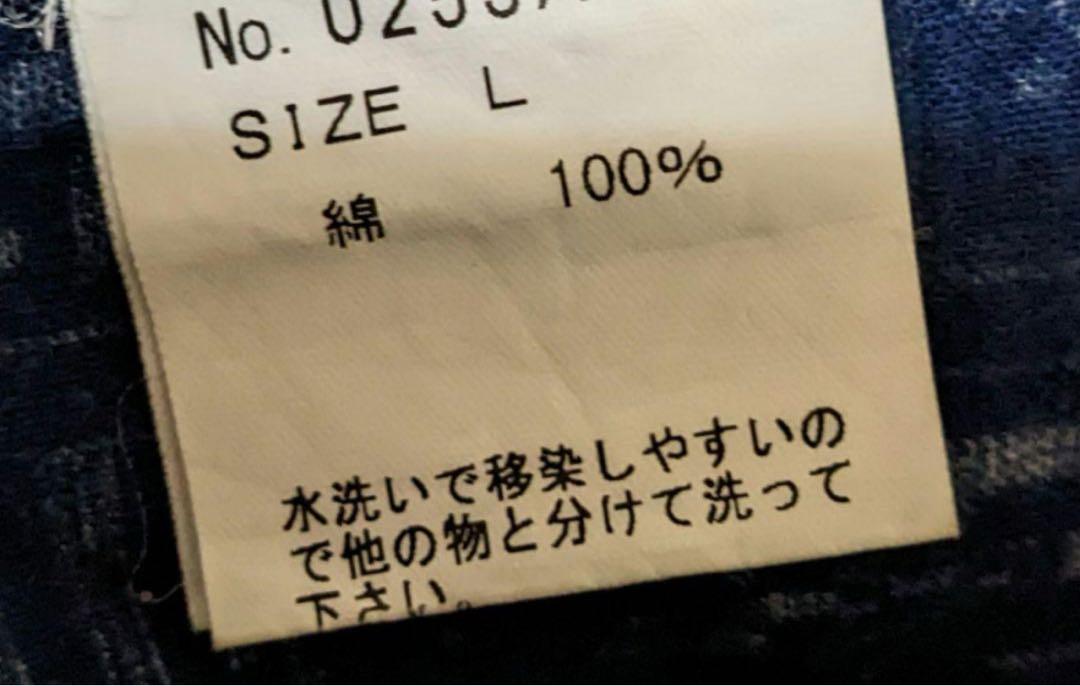 No. 0255
SIZE L
綿 100%
水洗いで移染しやすいの
で他の物と分けて洗って
下さい。